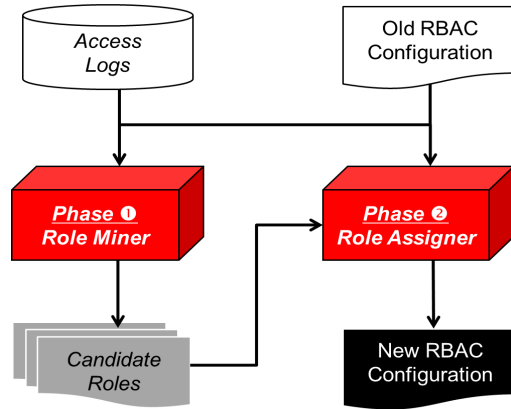 Access
Logs
Old RBAC
Configuration
Phase ❶
Role Miner
Phase ❷
Role Assigner
Candidate
Roles
New RBAC
Configuration